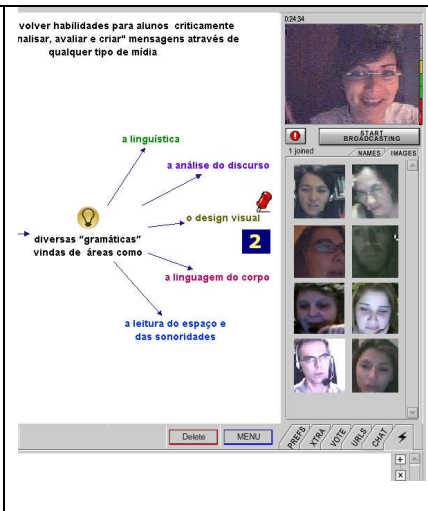 volver habilidades para alunos criticamente
nalisar, avaliar e criar" mensagens através de
qualquer tipo de mídia
a linguística
a análise do discurso
o design visual
2
diversas “gramáticas”
vindas de áreas como
a linguagem do corpo
a leitura do espaço e
das sonoridades
Delete
MENU
0:24:34
START
BROADCASTING
1 joined
NAMES
IMAGES
PREFS
XTRA
VOTE
URLS
CHAT